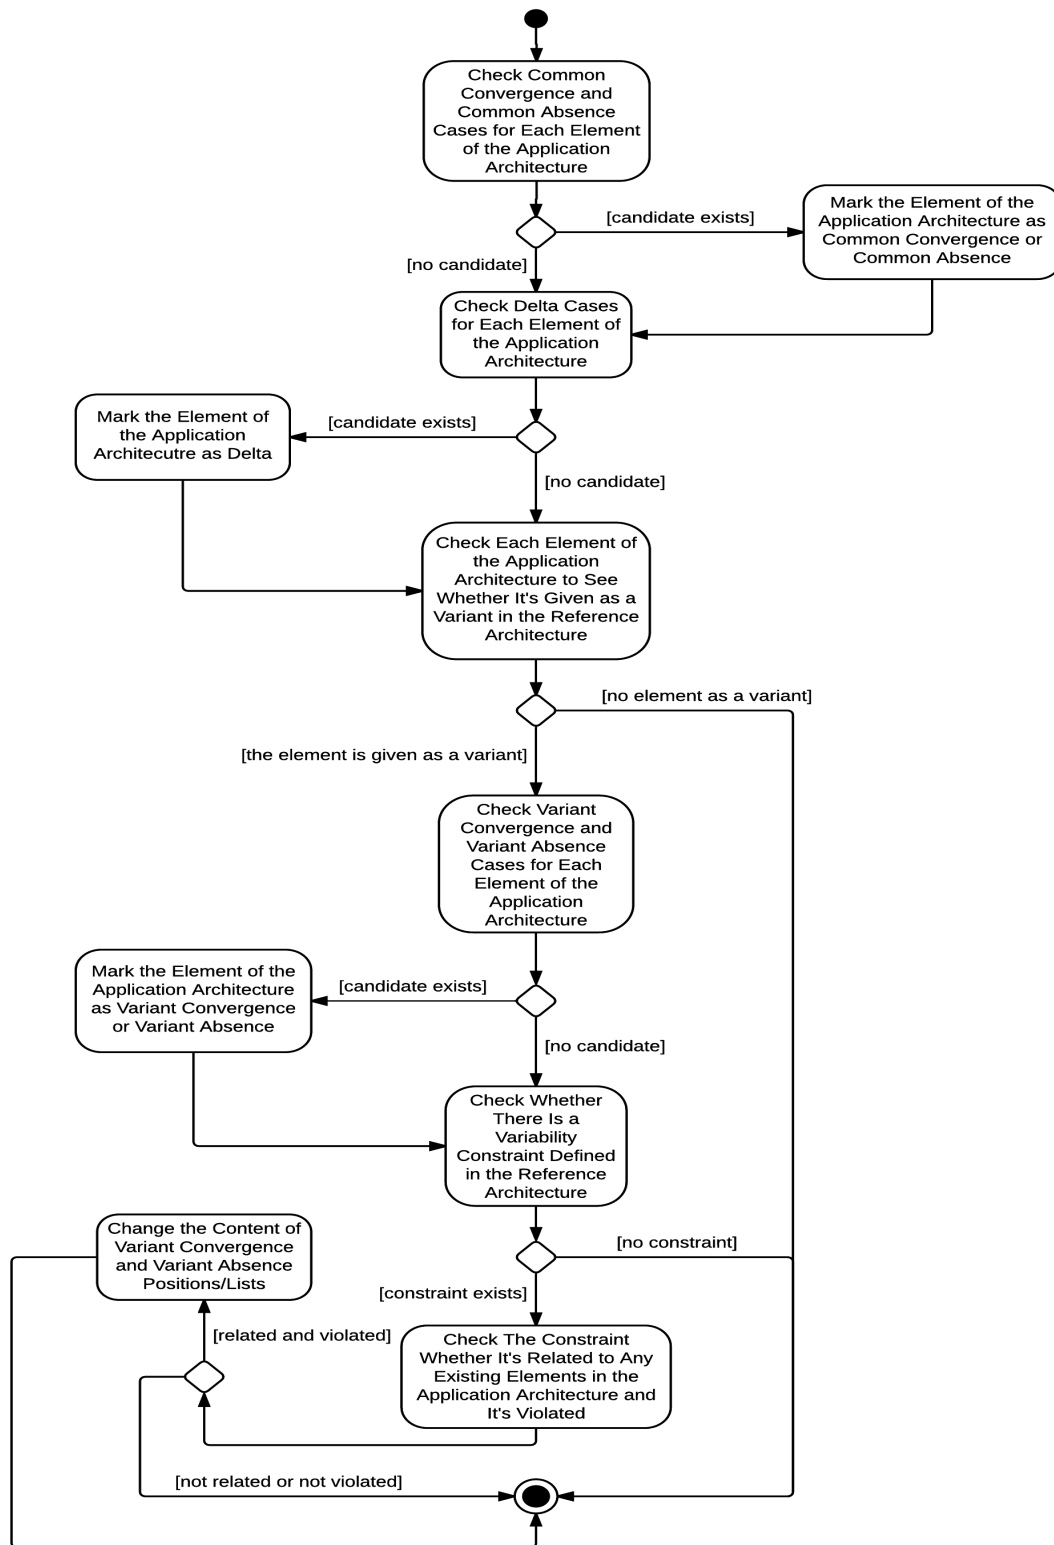 Check Common
Convergence and
Common Absence
Cases for Each Element
of the Application
Architecture
[candidate exists]
Mark the Element of the
Application Architecture as
Common Convergence or
Common Absence
[no candidate]
Check Delta Cases
for Each Element of
the Application
Architecture
[candidate exists]
Mark the Element of
the Application
Architecutre as Delta
[no candidate]
Check Each Element of
the Application
Architecture to See
Whether It's Given as a
Variant in the Reference
Architecture
[no element as a variant]
[the element is given as a variant]
Check Variant
Convergence and
Variant Absence
Cases for Each
Element of the
Application
Architecture
[candidate exists]
Mark the Element of the
Application Architecture
as Variant Convergence
or Variant Absence
[no candidate]
Check Whether
There Is a
Variability
Constraint Defined
in the Reference
Architecture
[no constraint]
[constraint exists]
Change the Content of
Variant Convergence
and Variant Absence
Positions/Lists
[related and violated]
Check The Constraint
Whether It's Related to Any
Existing Elements in the
Application Architecture and
It's Violated
[not related or not violated]